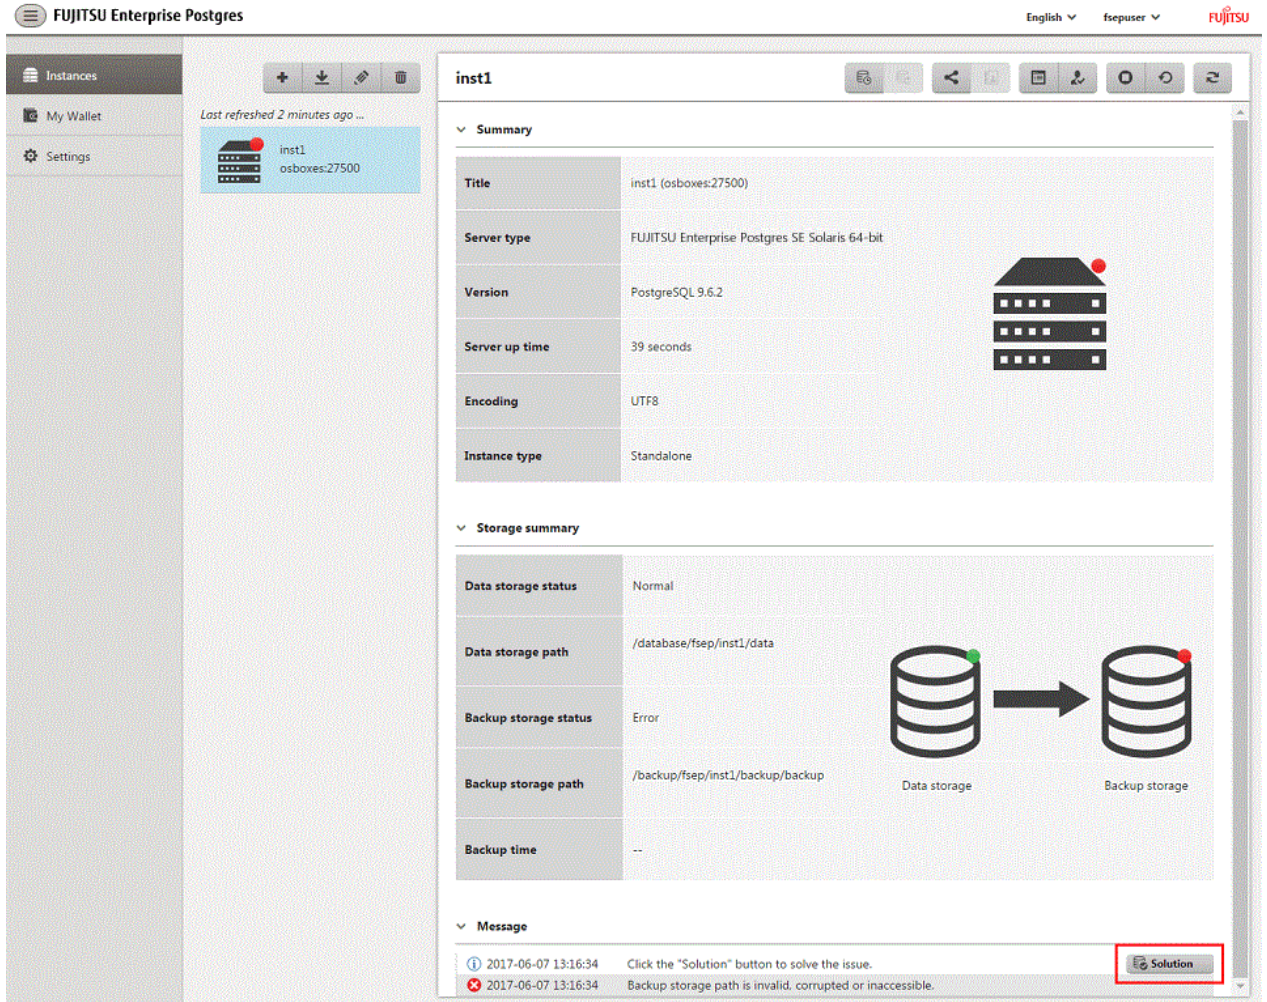 FUJITSU Enterprise Postgres
English
fsepuser
FUJITSU
Instances
My Wallet
Settings
Last refreshed 2 minutes ago ...
inst1
osboxes:27500
inst1
Summary
Title
inst1 (osboxes:27500)
Server type
FUJITSU Enterprise Postgres SE Solaris 64-bit
Version
PostgreSQL 9.6.2
Server up time
39 seconds
Encoding
UTF8
Instance type
Standalone
Storage summary
Data storage status
Normal
Data storage path
/database/fsep/inst1/data
Backup storage status
Error
Backup storage path
/backup/fsep/inst1/backup/backup
Backup time
--
Data storage
Backup storage
Message
2017-06-07 13:16:34 Click the "Solution" button to solve the issue.
Solution
2017-06-07 13:16:34 Backup storage path is invalid, corrupted or inaccessible.